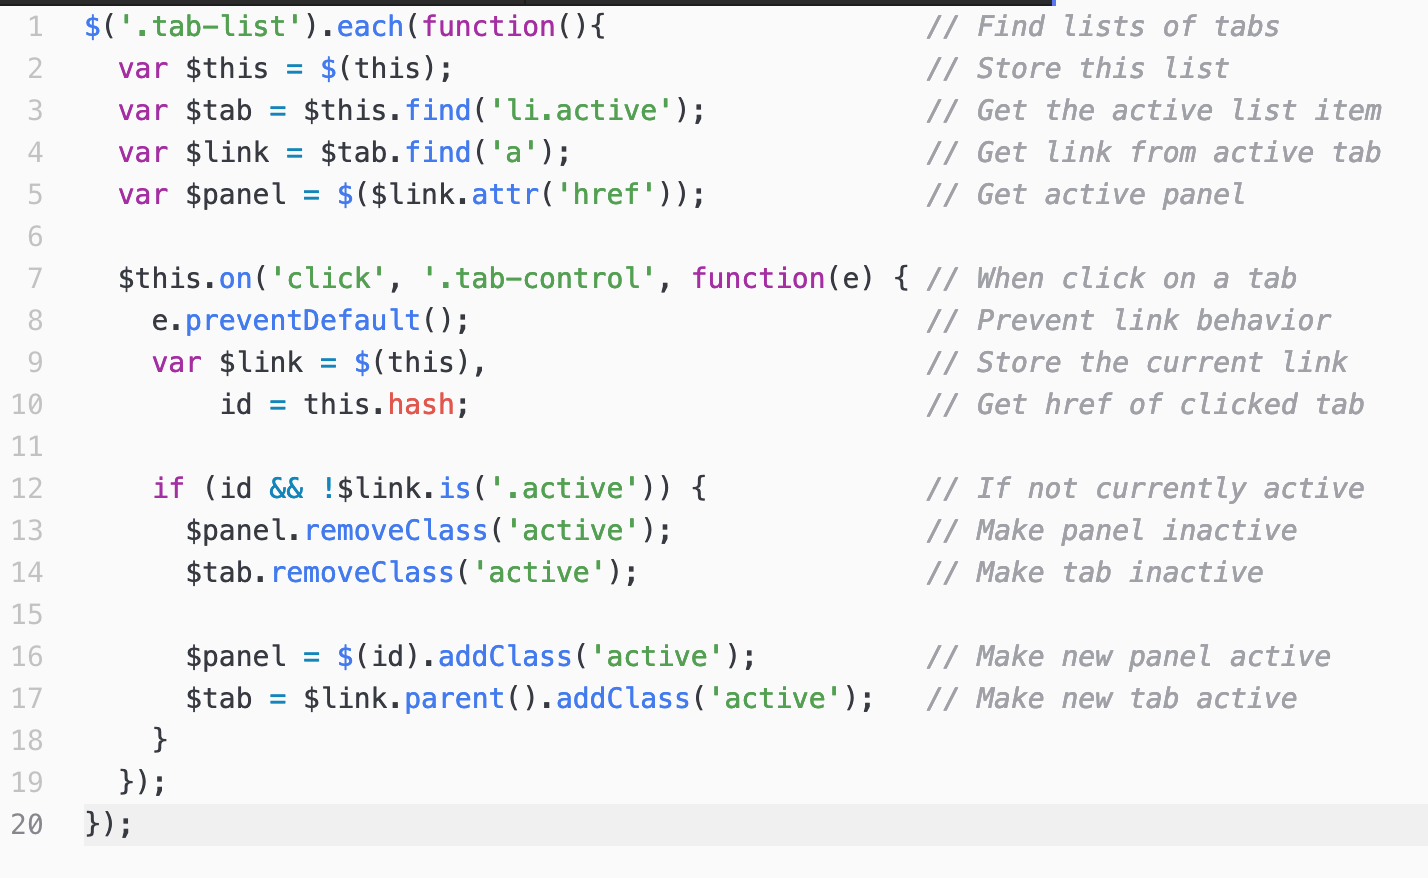 1 $('.tab-list').each(function(){ // Find lists of tabs
2 var $this = $(this); // Store this list
3 var $tab = $this.find('li.active'); // Get the active list item
4 var $link = $tab.find('a'); // Get link from active tab
5 var $panel = $($link.attr('href')); // Get active panel
6
7 $this.on('click', '.tab-control', function(e) { // When click on a tab
8 e.preventDefault(); // Prevent link behavior
9 var $link = $(this), // Store the current link
10 id = this.hash; // Get href of clicked tab
11
12 if (id && !$link.is('.active')) { // If not currently active
13 $panel.removeClass('active'); // Make panel inactive
14 $tab.removeClass('active'); // Make tab inactive
15
16 $panel = $(id).addClass('active'); // Make new panel active
17 $tab = $link.parent().addClass('active'); // Make new tab active
18 }
19 });
20 });